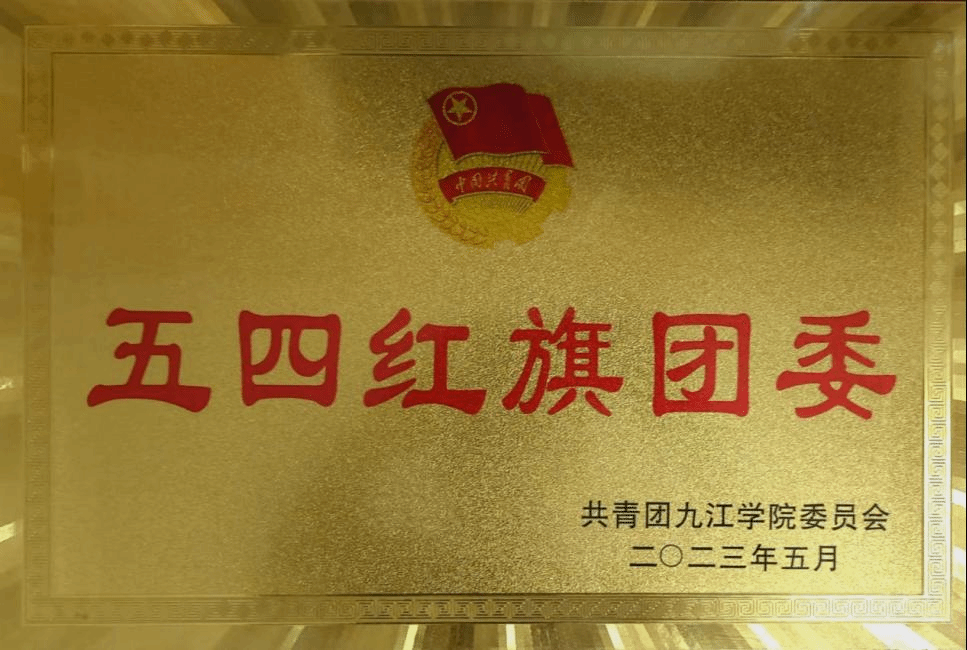 中国共青团
五四红旗团委
共青团九江学院委员会
二〇二三年五月